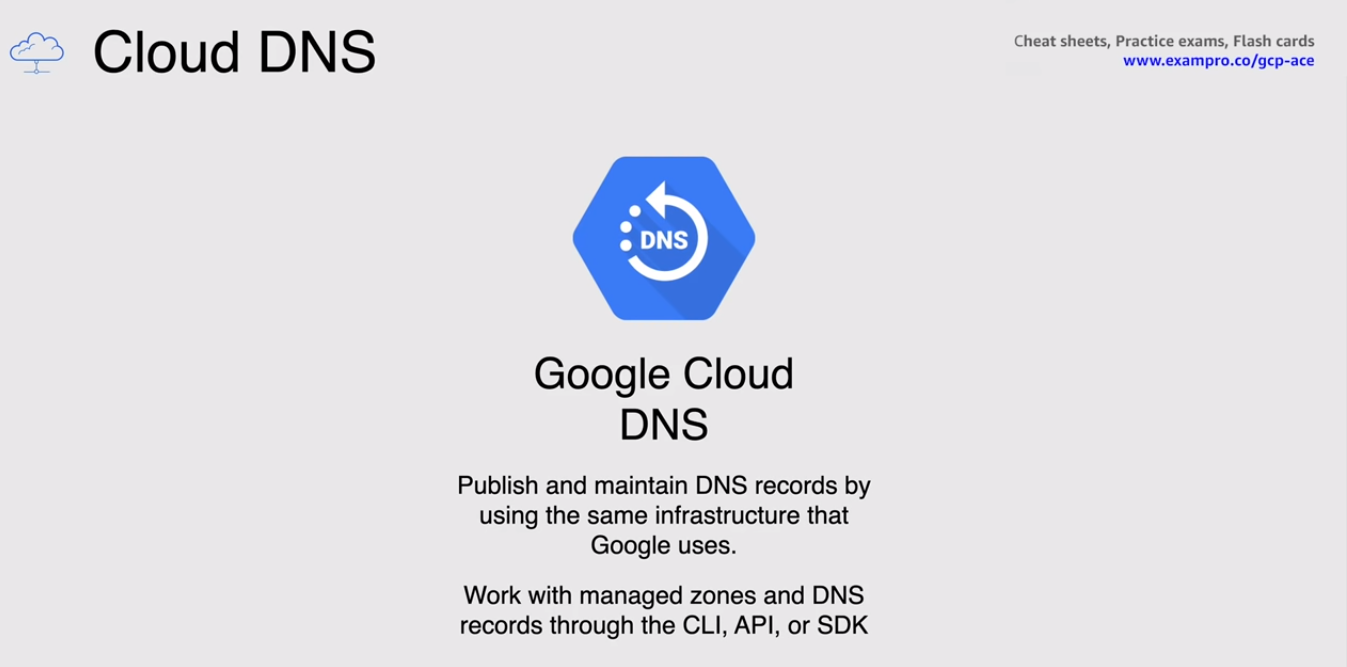 Cloud DNS
Cheat sheets, Practice exams, Flash cards
www.exampro.co/gcp-ace
DNS
Google Cloud
DNS
Publish and maintain DNS records by
using the same infrastructure that
Google uses.
Work with managed zones and DNS
records through the CLI, API, or SDK